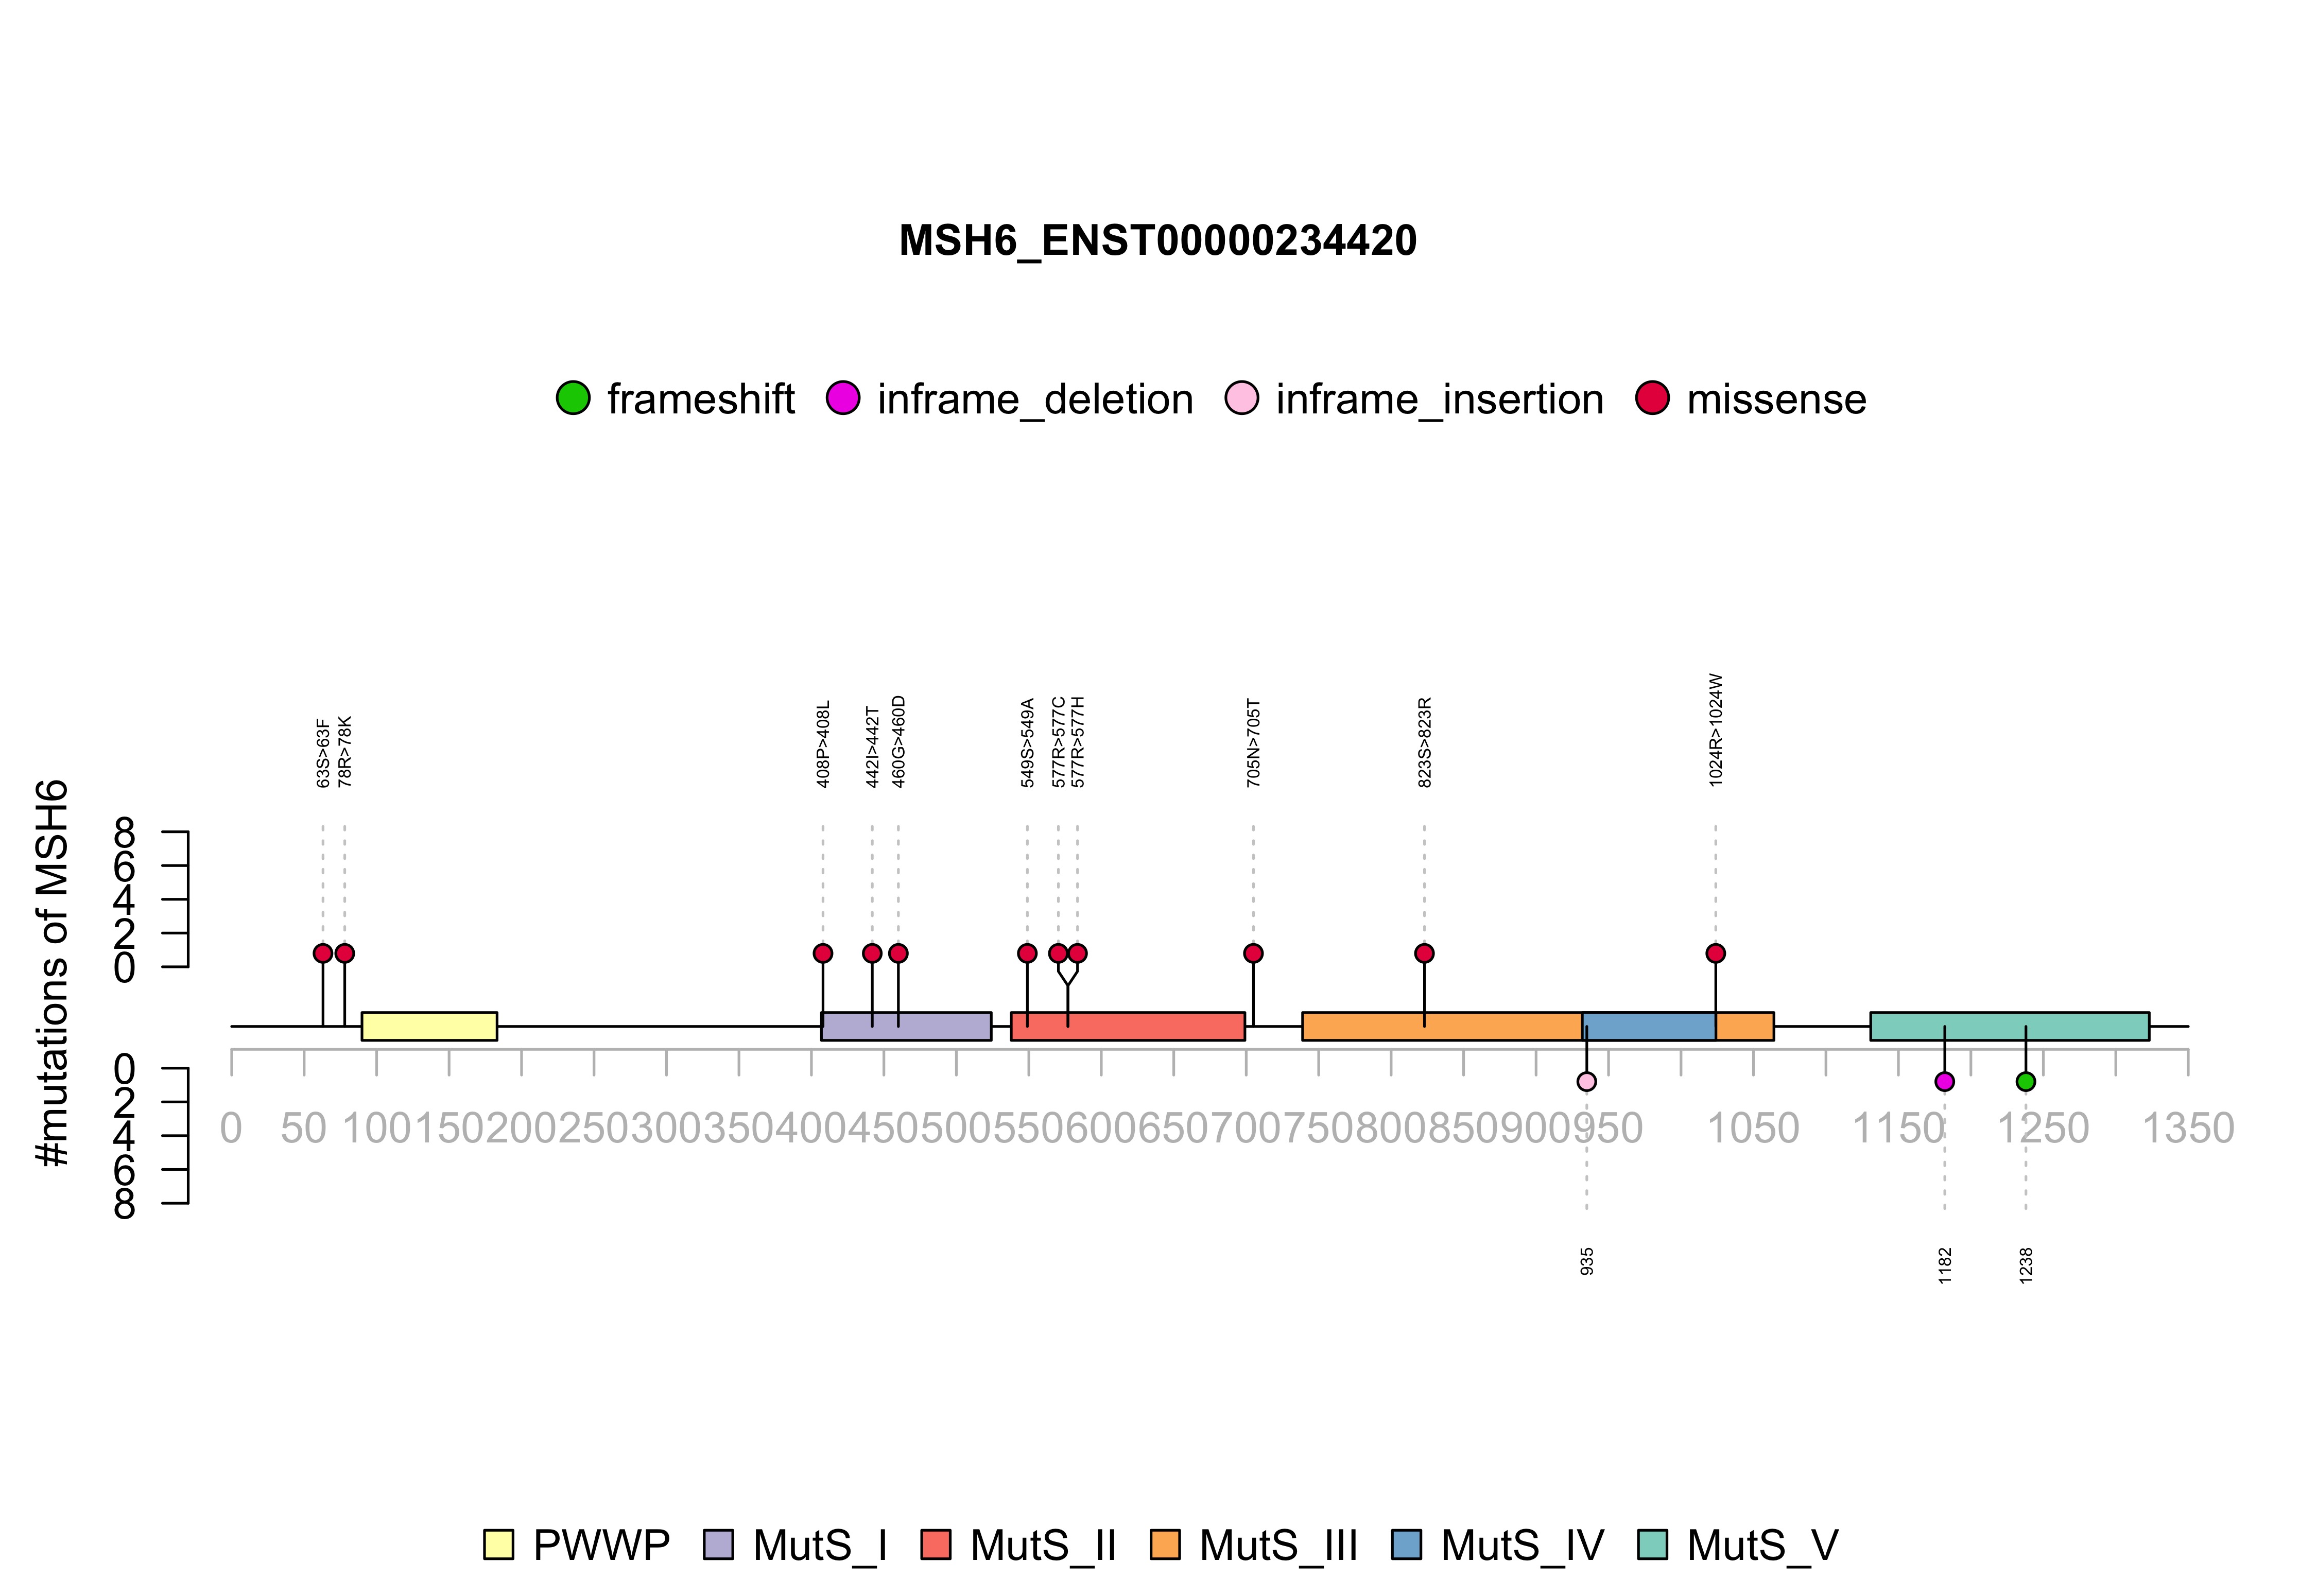 MSH6_ENST00000234420
frameshift inframe_deletion inframe_insertion missense
63S>63F
78R>78K
408P>408L
442I>442T
460G>460D
549S>549A
577R>577C
577R>577H
705N>705T
823S>823R
1024R>1024W
#mutations of MSH6
8
6
4
2
0
0
2
4
6
8
0 50 100 150 200 250 300 350 400 450 500 550 600 650 700 750 800 850 900 950 1050 1150 1250 1350
935
1182
1238
PWWP MutS_I MutS_II MutS_III MutS_IV MutS_V